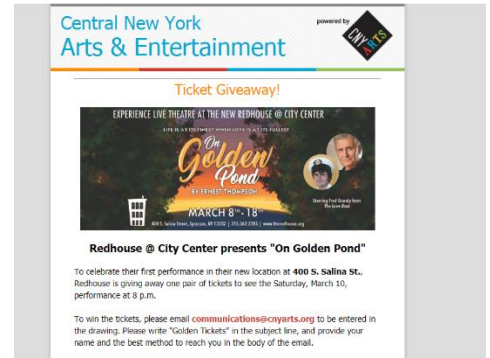 Central New York
Arts & Entertainment
powered by
CNY
ARTS
Ticket Giveaway!
EXPERIENCE LIVE THEATRE AT THE NEW REDHOUSE @ CITY CENTER
LIFE IS AT ITS FINEST WHEN LOVE IS AT ITS FULLEST
On
Golden
Pond
BY ERNEST THOMPSON
MARCH 8TH-18TH
Starring Fred Grandy from
The Love Boat
Redhouse @ City Center presents "On Golden Pond"
To celebrate their first performance in their new location at 400 S. Salina St.,
Redhouse is giving away one pair of tickets to see the Saturday, March 10,
performance at 8 p.m.
To win the tickets, please email communications@cnyarts.org to be entered in
the drawing. Please write "Golden Tickets" in the subject line, and provide your
name and the best method to reach you in the body of the email.